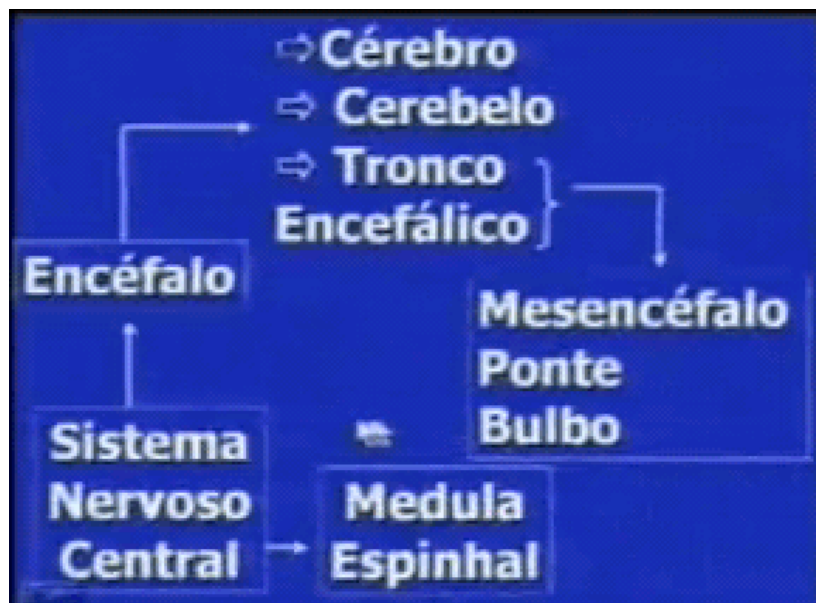 ⇨Cérebro
⇨ Cerebelo
⇨ Tronco
Encefálico
Encéfalo
Mesencéfalo
Ponte
Bulbo
Sistema
Nervoso
Central
Medula
Espinhal